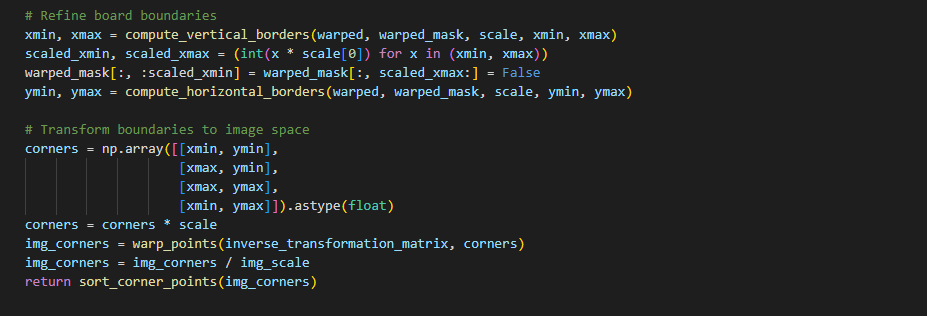 # Refine board boundaries
xmin, xmax = compute_vertical_borders(warped, warped_mask, scale, xmin, xmax)
scaled_xmin, scaled_xmax = (int(x * scale[0]) for x in (xmin, xmax))
warped_mask[:, :scaled_xmin] = warped_mask[:, scaled_xmax:] = False
ymin, ymax = compute_horizontal_borders(warped, warped_mask, scale, ymin, ymax)

# Transform boundaries to image space
corners = np.array([[xmin, ymin],
                    [xmax, ymin],
                    [xmax, ymax],
                    [xmin, ymax]]).astype(float)
corners = corners * scale
img_corners = warp_points(inverse_transformation_matrix, corners)
img_corners = img_corners / img_scale
return sort_corner_points(img_corners)